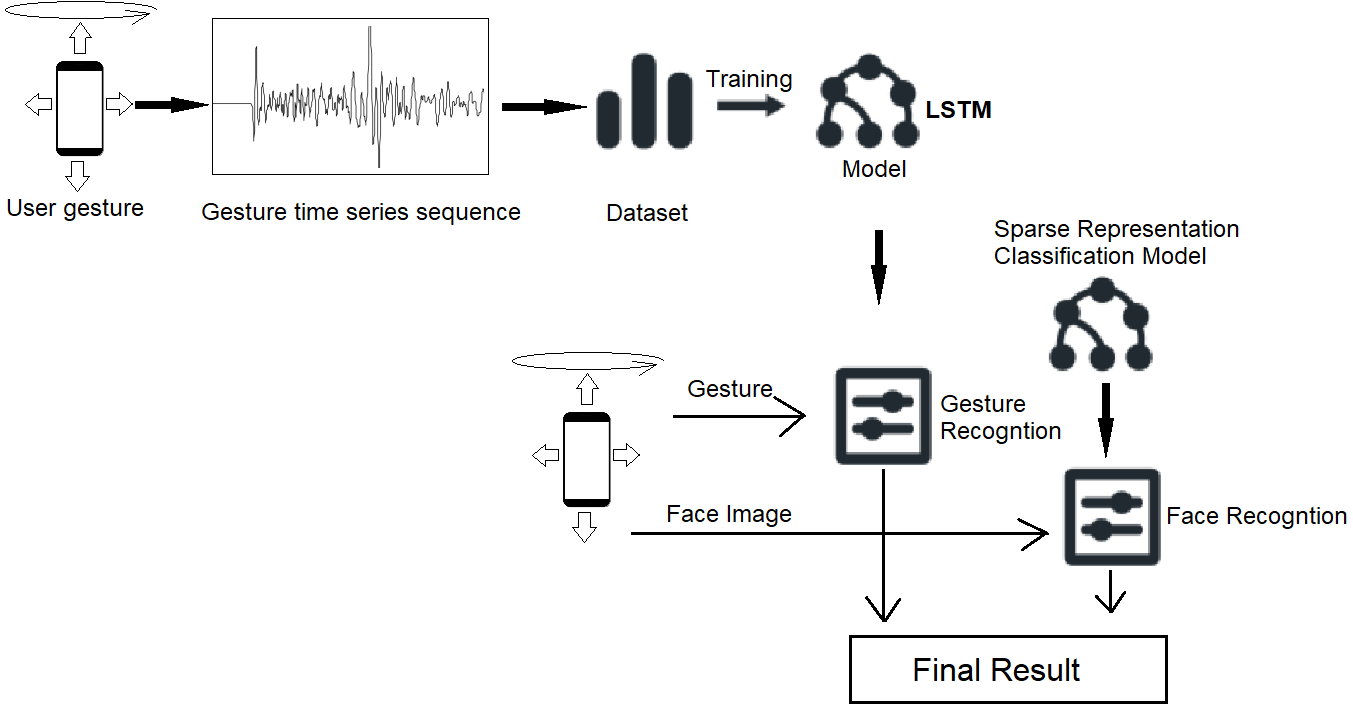 Training
LSTM
Model
User gesture
Gesture time series sequence
Dataset
Sparse Representation
Classification Model
Gesture
Gesture
Recogntion
Face Image
Face Recogntion
Final Result